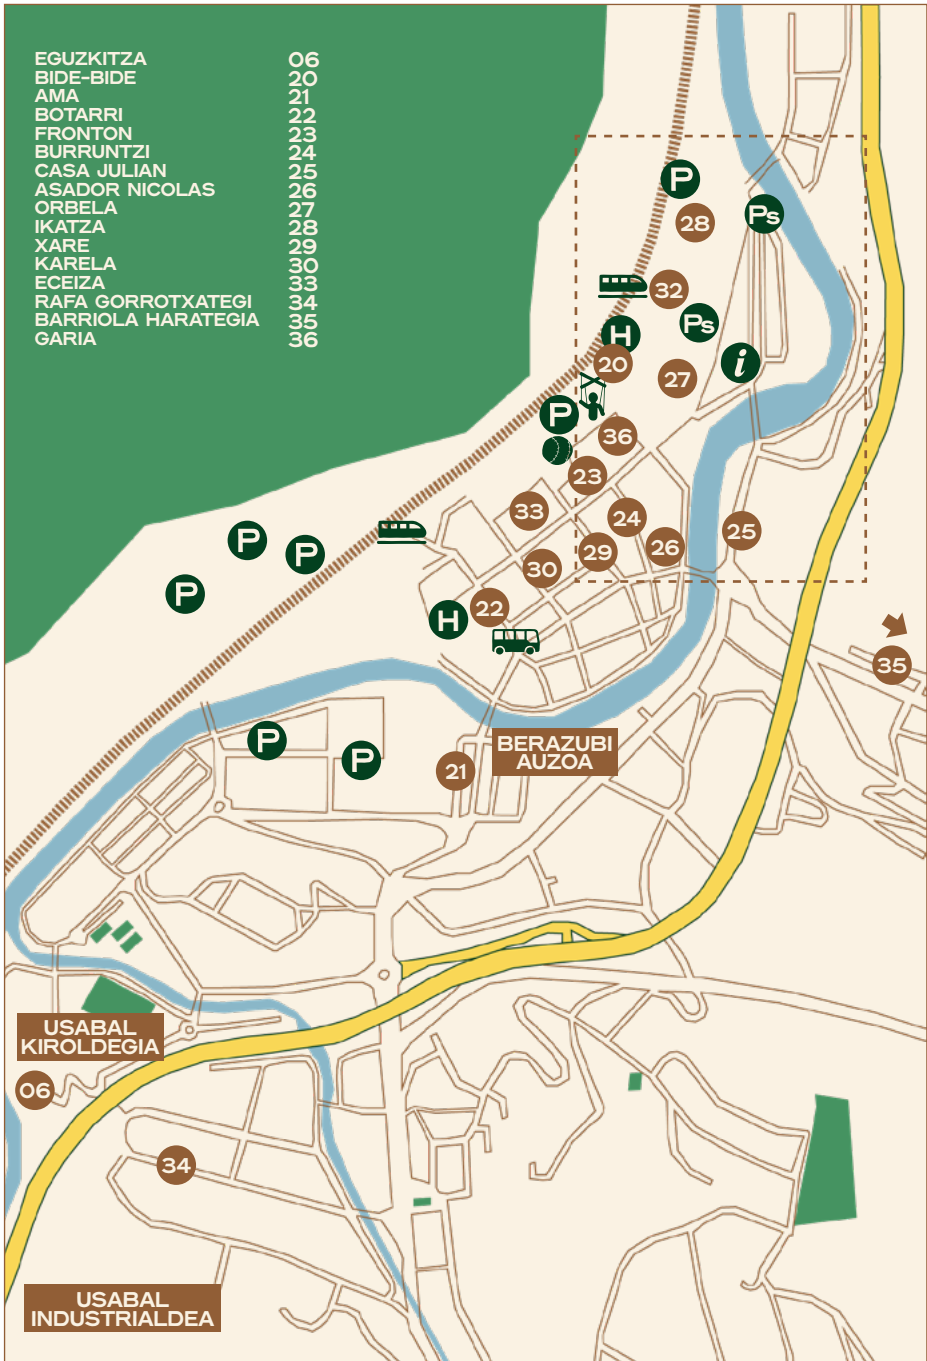 EGUZKITZA 06
BIDE-BIDE 20
AMA 21
BOTARRI 22
FRONTON 23
BURRUNTZI 24
CASA JULIAN 25
ASADOR NICOLAS 26
ORBELA 27
IKATZA 28
XARE 29
KARELA 30
ECEIZA 33
RAFA GORROTXATEGI 34
BARRIOLA HARATEGIA 35
GARIA 36
P
28
Ps
32
Ps
H
20
i
27
P
36
23
33
24
25
26
29
30
P
P
P
22
H
35
P
P
21
BERAZUBI
AUZOA
USABAL
KIROLDEGIA
06
34
USABAL
INDUSTRIALDEA